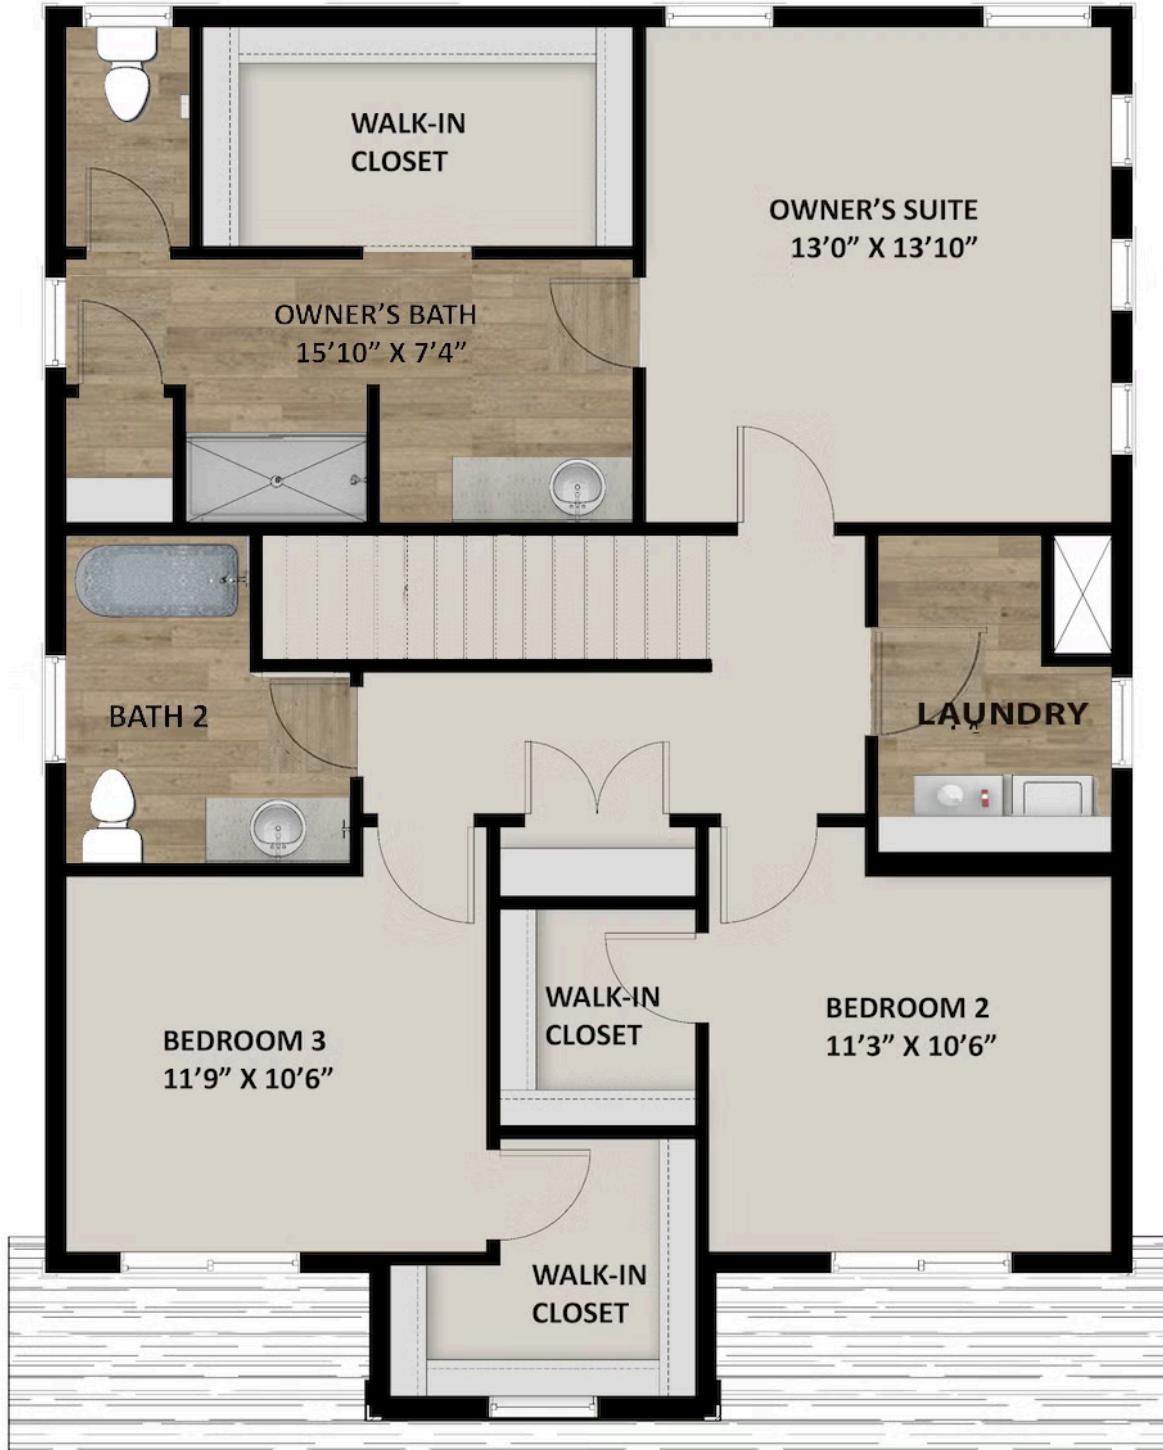 WALK-IN
CLOSET
OWNER’S SUITE
13’0” X 13’10”
OWNER’S BATH
15’10” X 7’4”
BATH 2
LAUNDRY
WALK-IN
CLOSET
BEDROOM 2
11’3” X 10’6”
BEDROOM 3
11’9” X 10’6”
WALK-IN
CLOSET